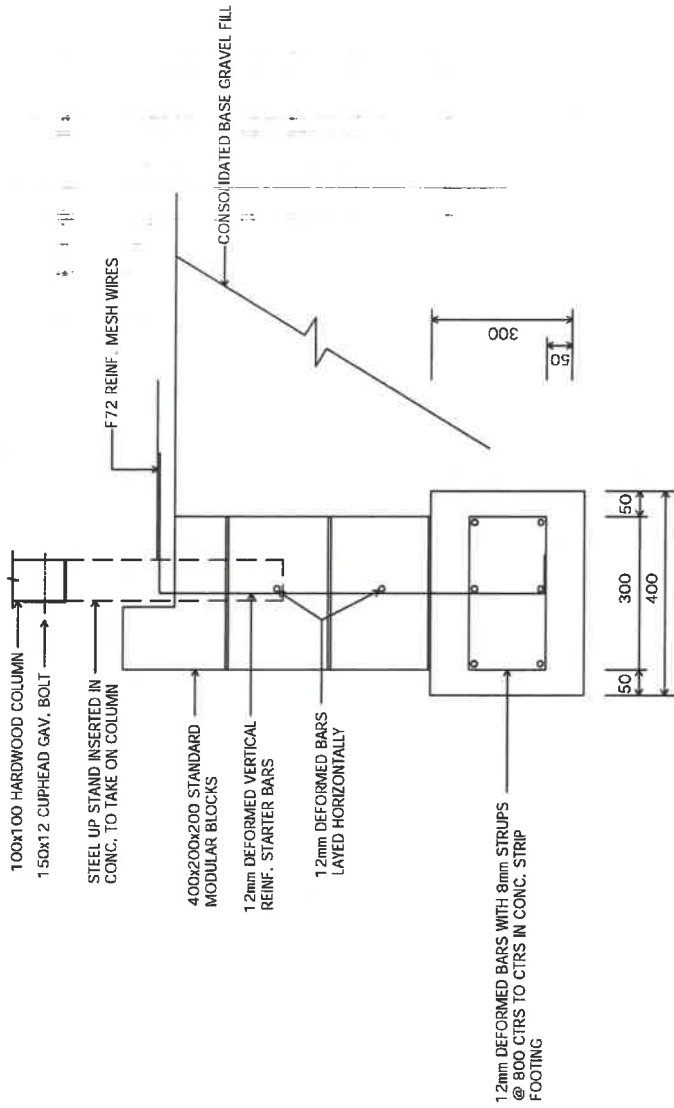 100x100 HARDWOOD COLUMN
150x12 CUPHEAD GAV. BOLT
STEEL UP STAND INSERTED IN
CONC. TO TAKE ON COLUMN
F72 REINF. MESH WIRES
400x200x200 STANDARD
MODULAR BLOCKS
12mm DEFORMED VERTICAL
REINF. STARTER BARS
12mm DEFORMED BARS
LAYED HORIZONTALLY
CONSOLIDATED BASE GRAVEL FILL
12mm DEFORMED BARS WITH 8mm STRUPS
@ 800 CTRS TO CTRS IN CONC. STRIP
FOOTING
300
50
50
300
50
400